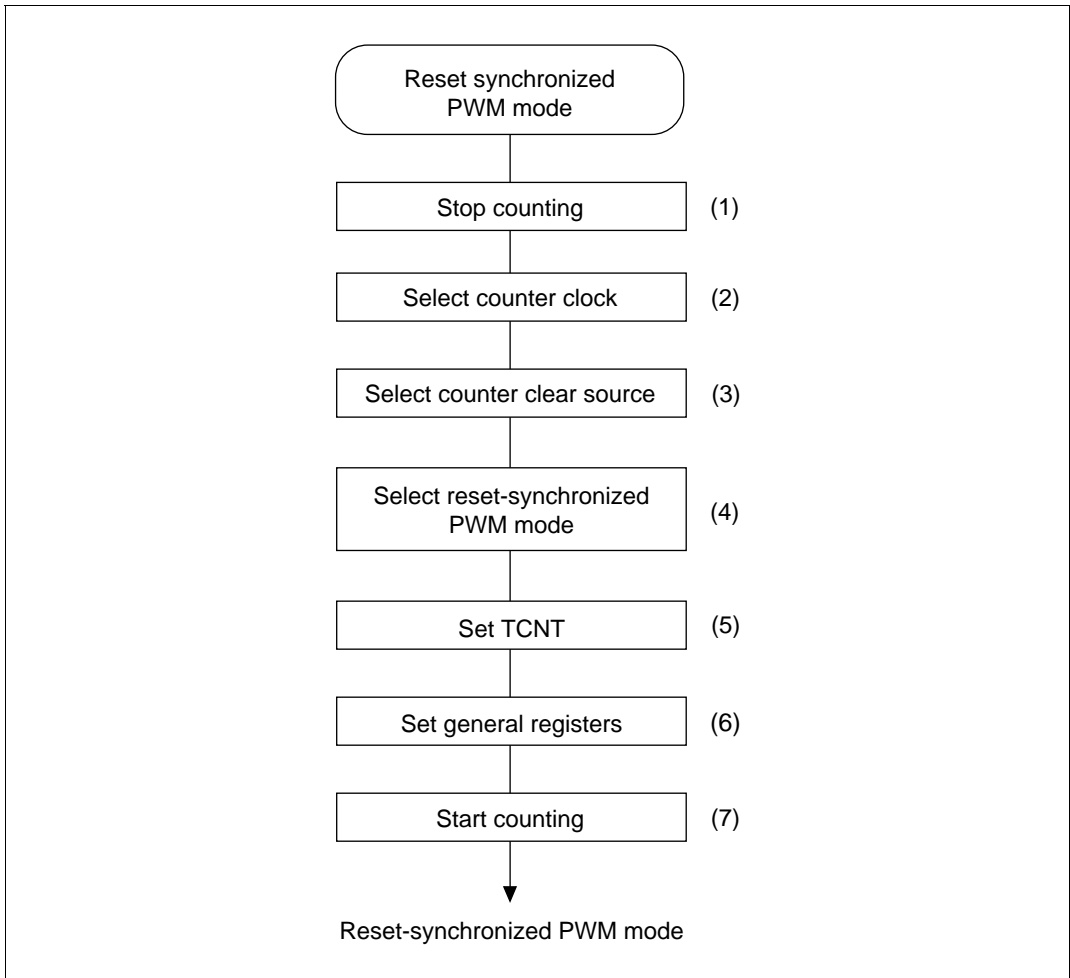 Reset synchronized
PWM mode
Stop counting
(1)
Select counter clock
(2)
Select counter clear source
(3)
Select reset-synchronized
PWM mode
(4)
Set TCNT
(5)
Set general registers
(6)
Start counting
(7)
Reset-synchronized PWM mode